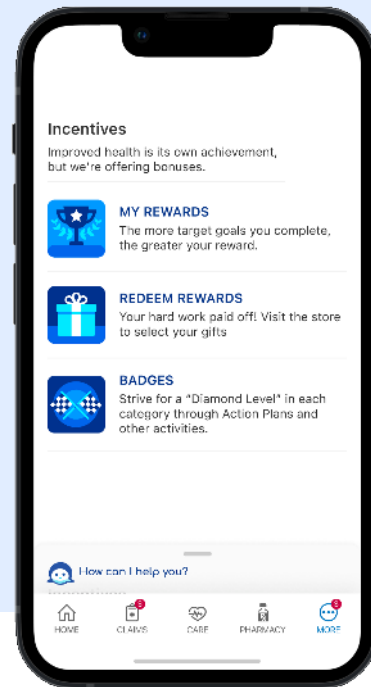 Incentives
Improved health is its own achievement,
but we're offering bonuses.
MY REWARDS
The more target goals you complete,
the greater your reward.
REDEEM REWARDS
Your hard work paid off! Visit the store
to select your gifts
BADGES
Strive for a "Diamond Level" in each
category through Action Plans and
other activities.
How can I help you?
HOME
CLAIMS
CARE
PHARMACY
MORE